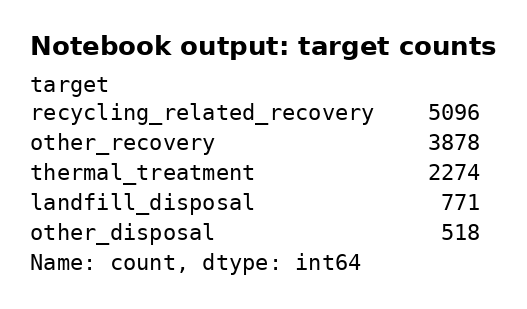 Notebook output: target counts
target
recycling_related_recovery    5096
other_recovery                3878
thermal_treatment             2274
landfill_disposal              771
other_disposal                 518
Name: count, dtype: int64